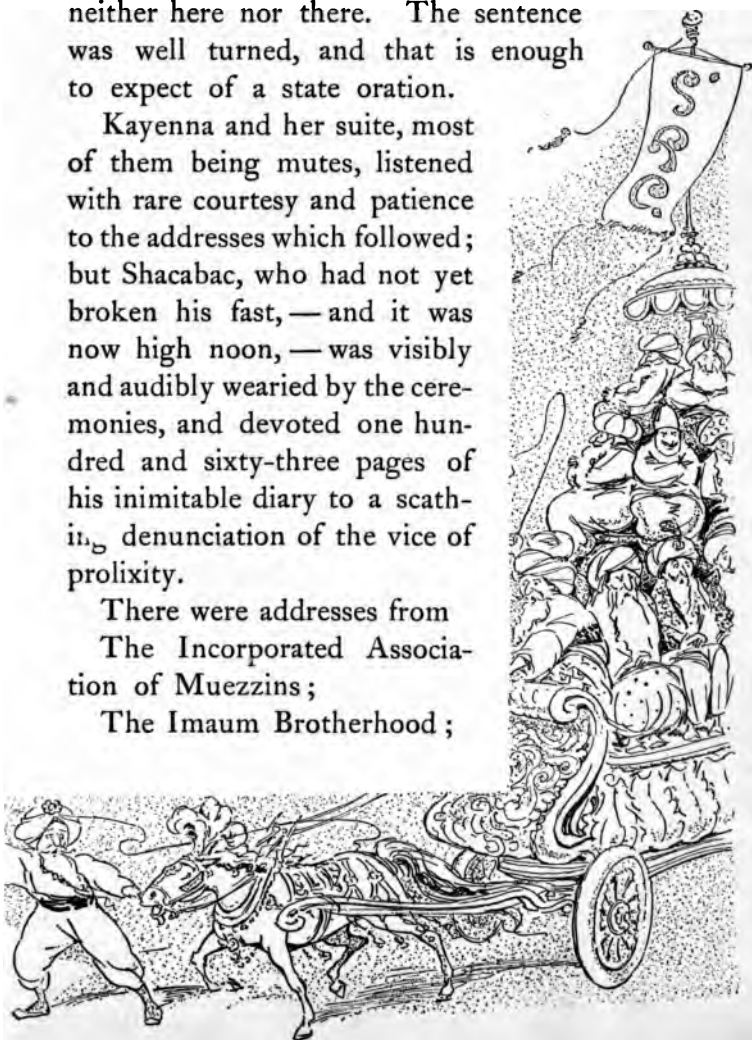 neither here nor there. The sentence
was well turned, and that is enough
to expect of a state oration.
Kayenna and her suite, most
of them being mutes, listened
with rare courtesy and patience
to the addresses which followed;
but Shacabac, who had not yet
broken his fast, — and it was
now high noon, — was visibly
and audibly wearied by the cere-
monies, and devoted one hun-
dred and sixty-three pages of
his inimitable diary to a scath-
ing denunciation of the vice of
prolixity.
There were addresses from
The Incorporated Associa-
tion of Muezzins;
The Imaum Brotherhood;
S.
P.
C.